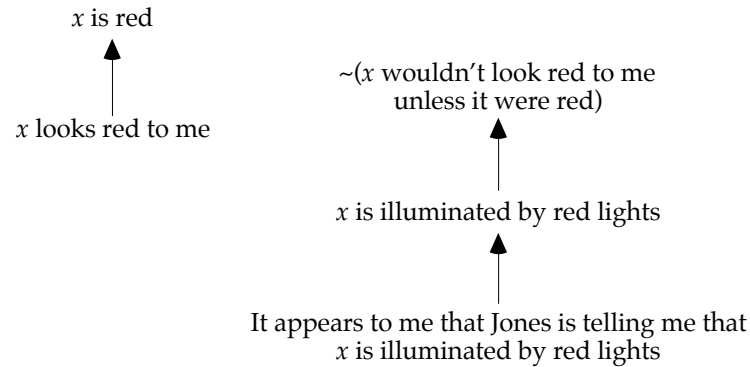 x is red
x looks red to me
~(x wouldn't look red to me
unless it were red)
x is illuminated by red lights
It appears to me that Jones is telling me that
x is illuminated by red lights